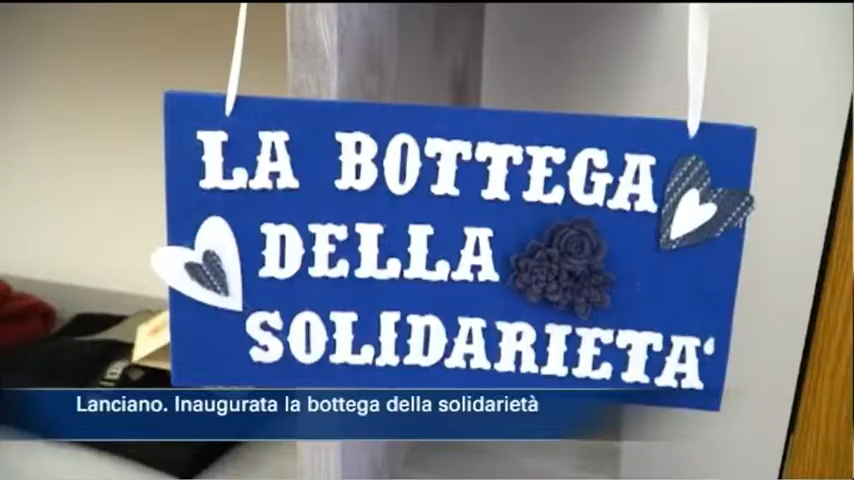 LA BOTTEGA
DELLA
SOLIDARIETA'
Lanciano. Inaugurata la bottega della solidarietà